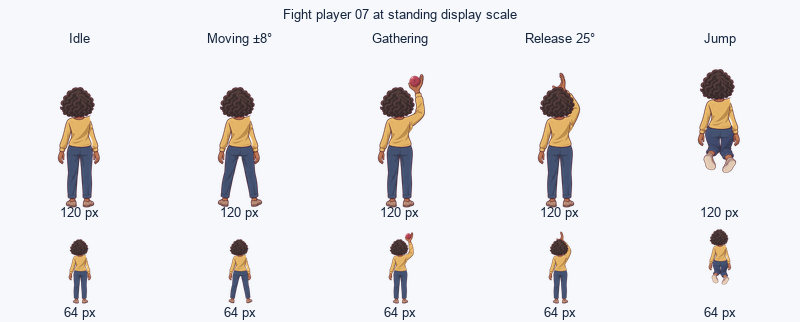 Fight player 07 at standing display scale
Idle Moving ±8° Gathering Release 25° Jump
120 px 120 px 120 px 120 px 120 px
64 px 64 px 64 px 64 px 64 px